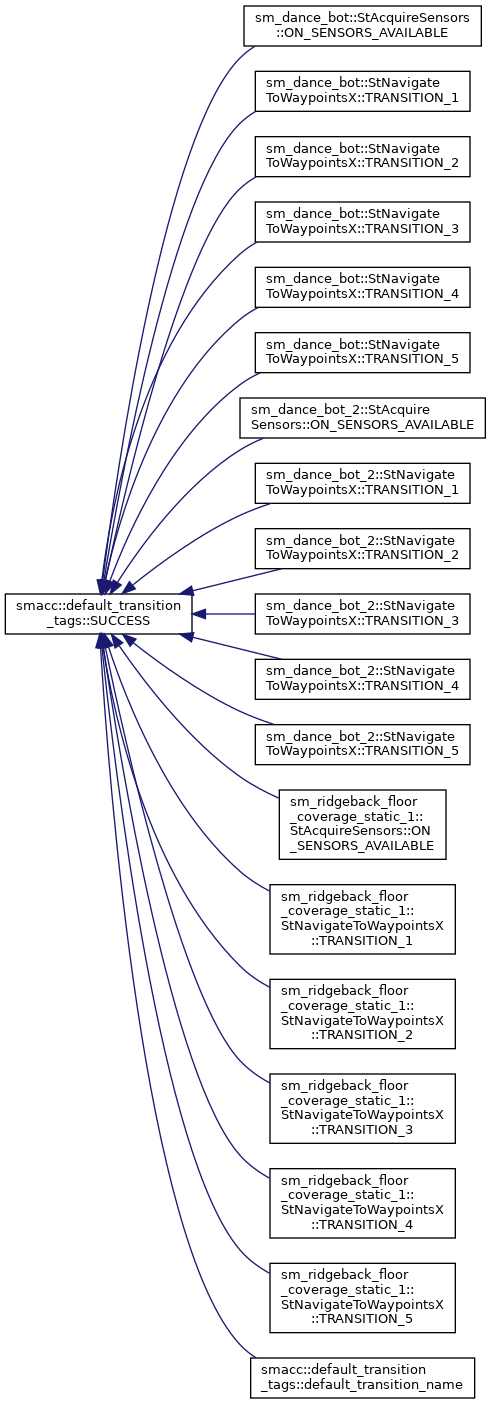 sm_dance_bot::StAcquireSensors
::ON_SENSORS_AVAILABLE
sm_dance_bot::StNavigate
ToWaypointsX::TRANSITION_1
sm_dance_bot::StNavigate
ToWaypointsX::TRANSITION_2
sm_dance_bot::StNavigate
ToWaypointsX::TRANSITION_3
sm_dance_bot::StNavigate
ToWaypointsX::TRANSITION_4
sm_dance_bot::StNavigate
ToWaypointsX::TRANSITION_5
sm_dance_bot_2::StAcquire
Sensors::ON_SENSORS_AVAILABLE
sm_dance_bot_2::StNavigate
ToWaypointsX::TRANSITION_1
sm_dance_bot_2::StNavigate
ToWaypointsX::TRANSITION_2
smacc::default_transition
_tags::SUCCESS
sm_dance_bot_2::StNavigate
ToWaypointsX::TRANSITION_3
sm_dance_bot_2::StNavigate
ToWaypointsX::TRANSITION_4
sm_dance_bot_2::StNavigate
ToWaypointsX::TRANSITION_5
sm_ridgeback_floor
_coverage_static_1::
StAcquireSensors::ON
_SENSORS_AVAILABLE
sm_ridgeback_floor
_coverage_static_1::
StNavigateToWaypointsX
::TRANSITION_1
sm_ridgeback_floor
_coverage_static_1::
StNavigateToWaypointsX
::TRANSITION_2
sm_ridgeback_floor
_coverage_static_1::
StNavigateToWaypointsX
::TRANSITION_3
sm_ridgeback_floor
_coverage_static_1::
StNavigateToWaypointsX
::TRANSITION_4
sm_ridgeback_floor
_coverage_static_1::
StNavigateToWaypointsX
::TRANSITION_5
smacc::default_transition
_tags::default_transition_name